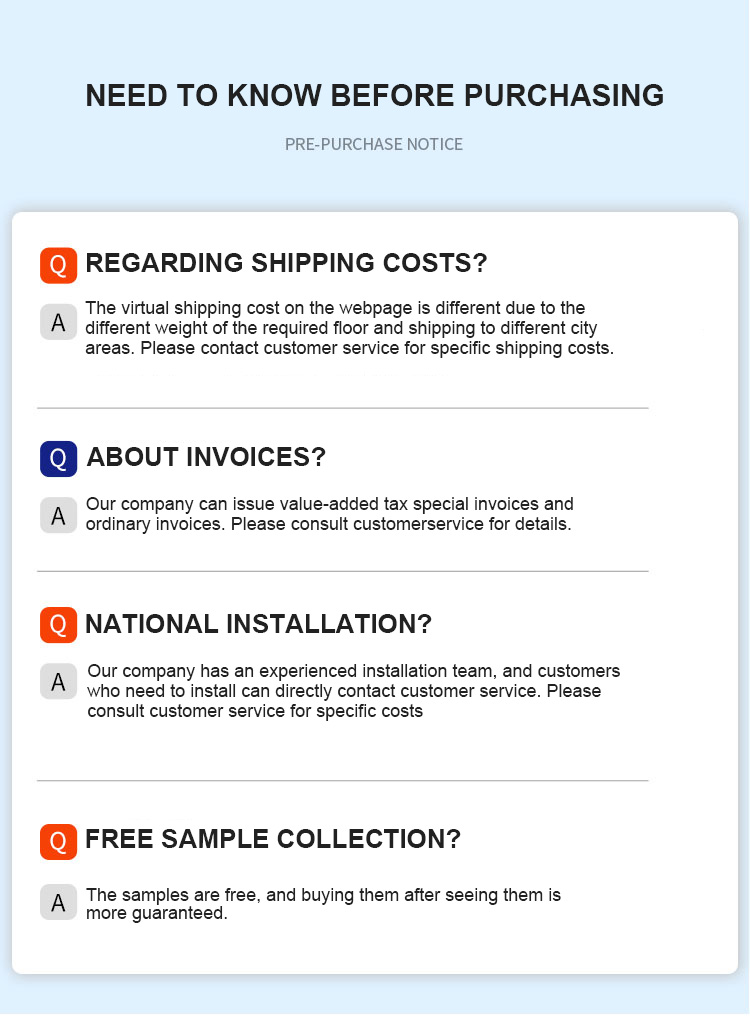 NEED TO KNOW BEFORE PURCHASING
PRE-PURCHASE NOTICE
Q REGARDING SHIPPING COSTS?
A The virtual shipping cost on the webpage is different due to the
different weight of the required floor and shipping to different city
areas. Please contact customer service for specific shipping costs.
Q ABOUT INVOICES?
A Our company can issue value-added tax special invoices and
ordinary invoices. Please consult customerservice for details.
Q NATIONAL INSTALLATION?
A Our company has an experienced installation team, and customers
who need to install can directly contact customer service. Please
consult customer service for specific costs
Q FREE SAMPLE COLLECTION?
A The samples are free, and buying them after seeing them is
more guaranteed.